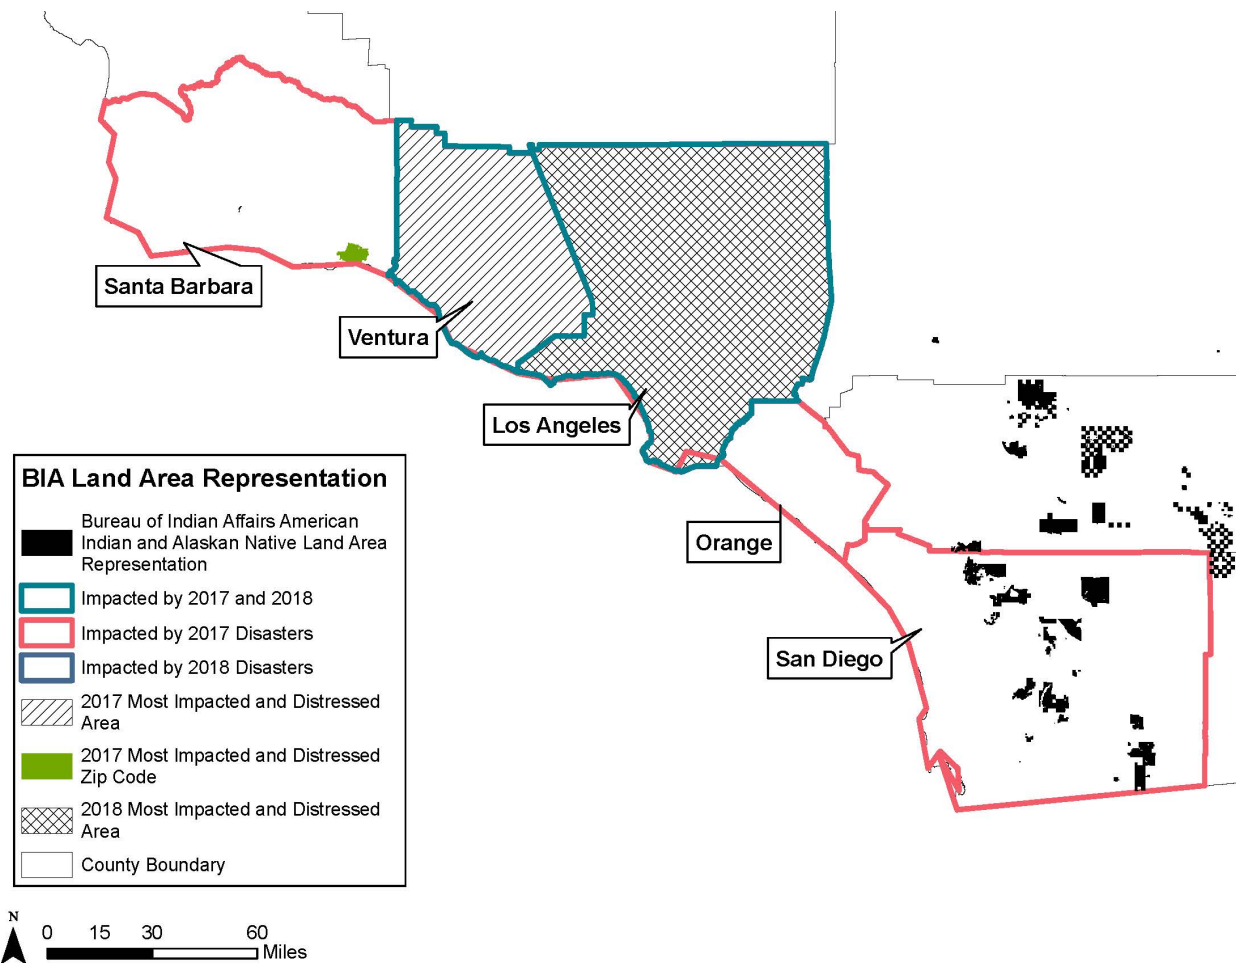 Santa Barbara
Ventura
Los Angeles
Orange
San Diego
BIA Land Area Representation
Bureau of Indian Affairs American
Indian and Alaskan Native Land Area
Representation
Impacted by 2017 and 2018
Impacted by 2017 Disasters
Impacted by 2018 Disasters
2017 Most Impacted and Distressed
Area
2017 Most Impacted and Distressed
Zip Code
2018 Most Impacted and Distressed
Area
County Boundary
N
0 15 30 60
Miles